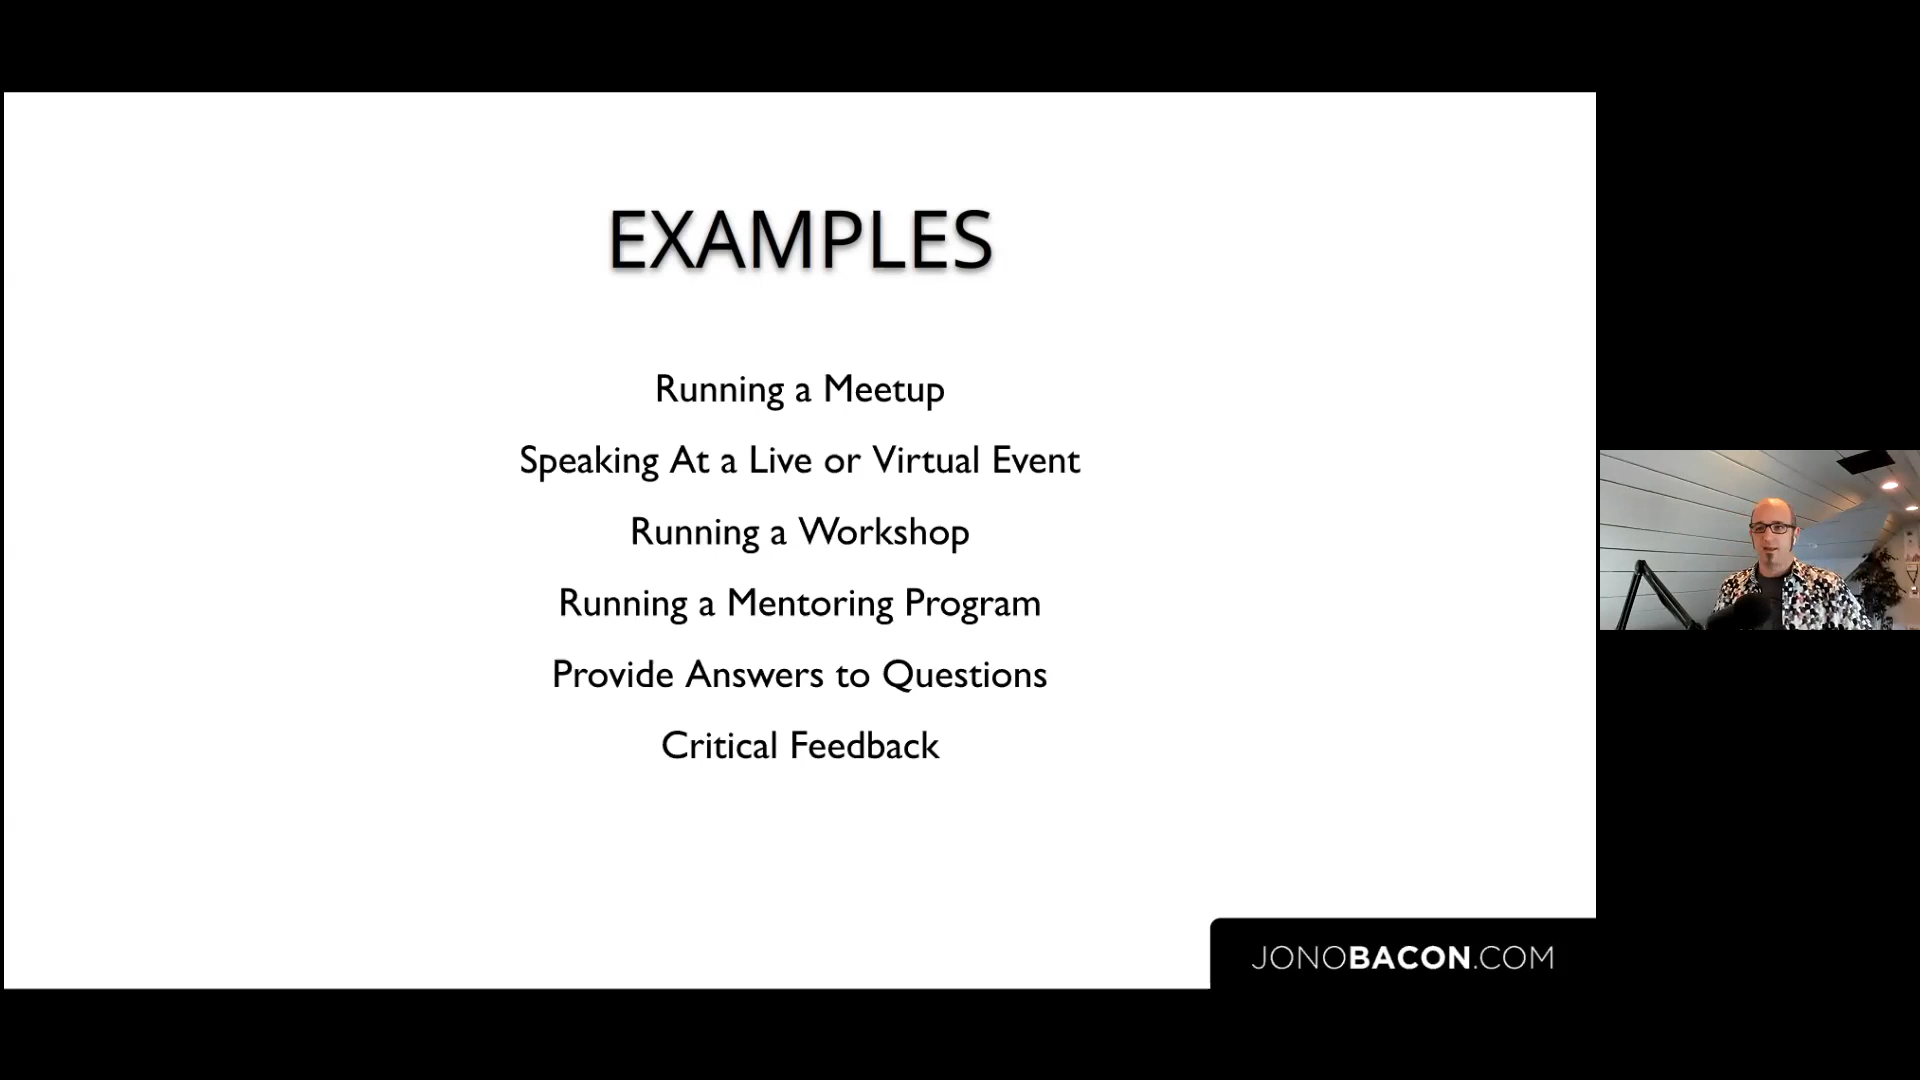 EXAMPLES
Running a Meetup
Speaking At a Live or Virtual Event
Running a Workshop
Running a Mentoring Program
Provide Answers to Questions
Critical Feedback
JONOBACON.COM